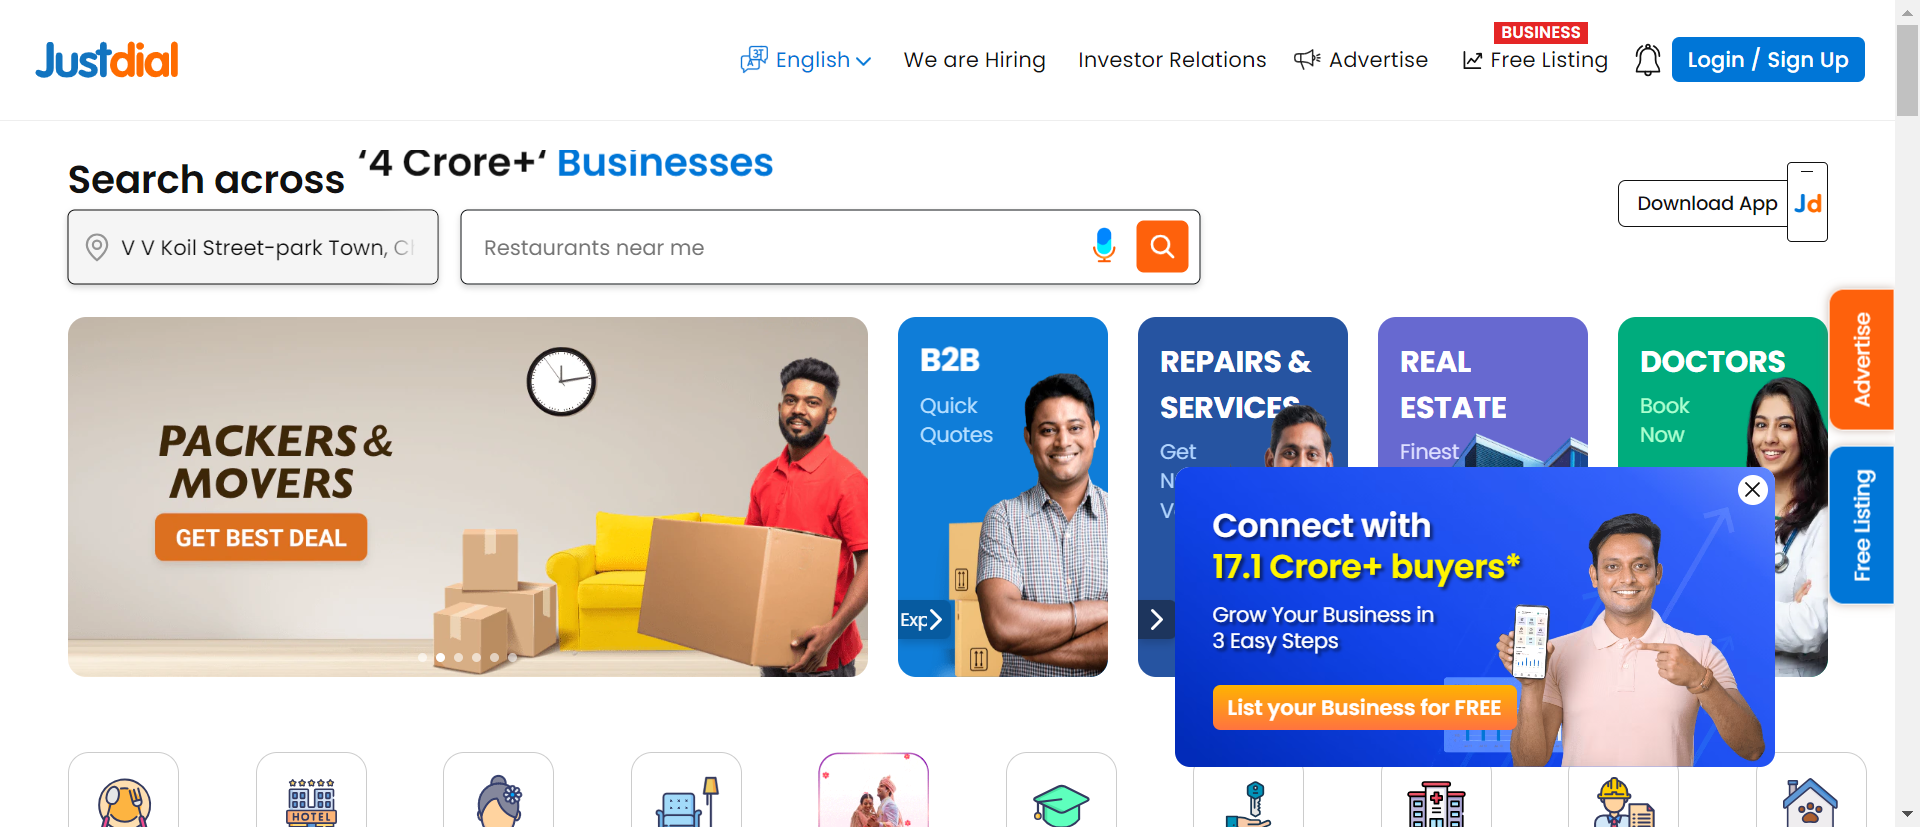 Justdial
English
We are Hiring
Investor Relations
Advertise
BUSINESS
Free Listing
Login / Sign Up
Search across
‘4 Crore+‘ Businesses
V V Koil Street-park Town,
Restaurants near me
Download App
Jd
PACKERS &
MOVERS
GET BEST DEAL
B2B
Quick
Quotes
Exp
REPAIRS &
SERVICES
Get
REAL
ESTATE
Finest
DOCTORS
Book
Now
Advertise
Free Listing
Connect with
17.1 Crore+ buyers*
Grow Your Business in
3 Easy Steps
List your Business for FREE
HOTEL